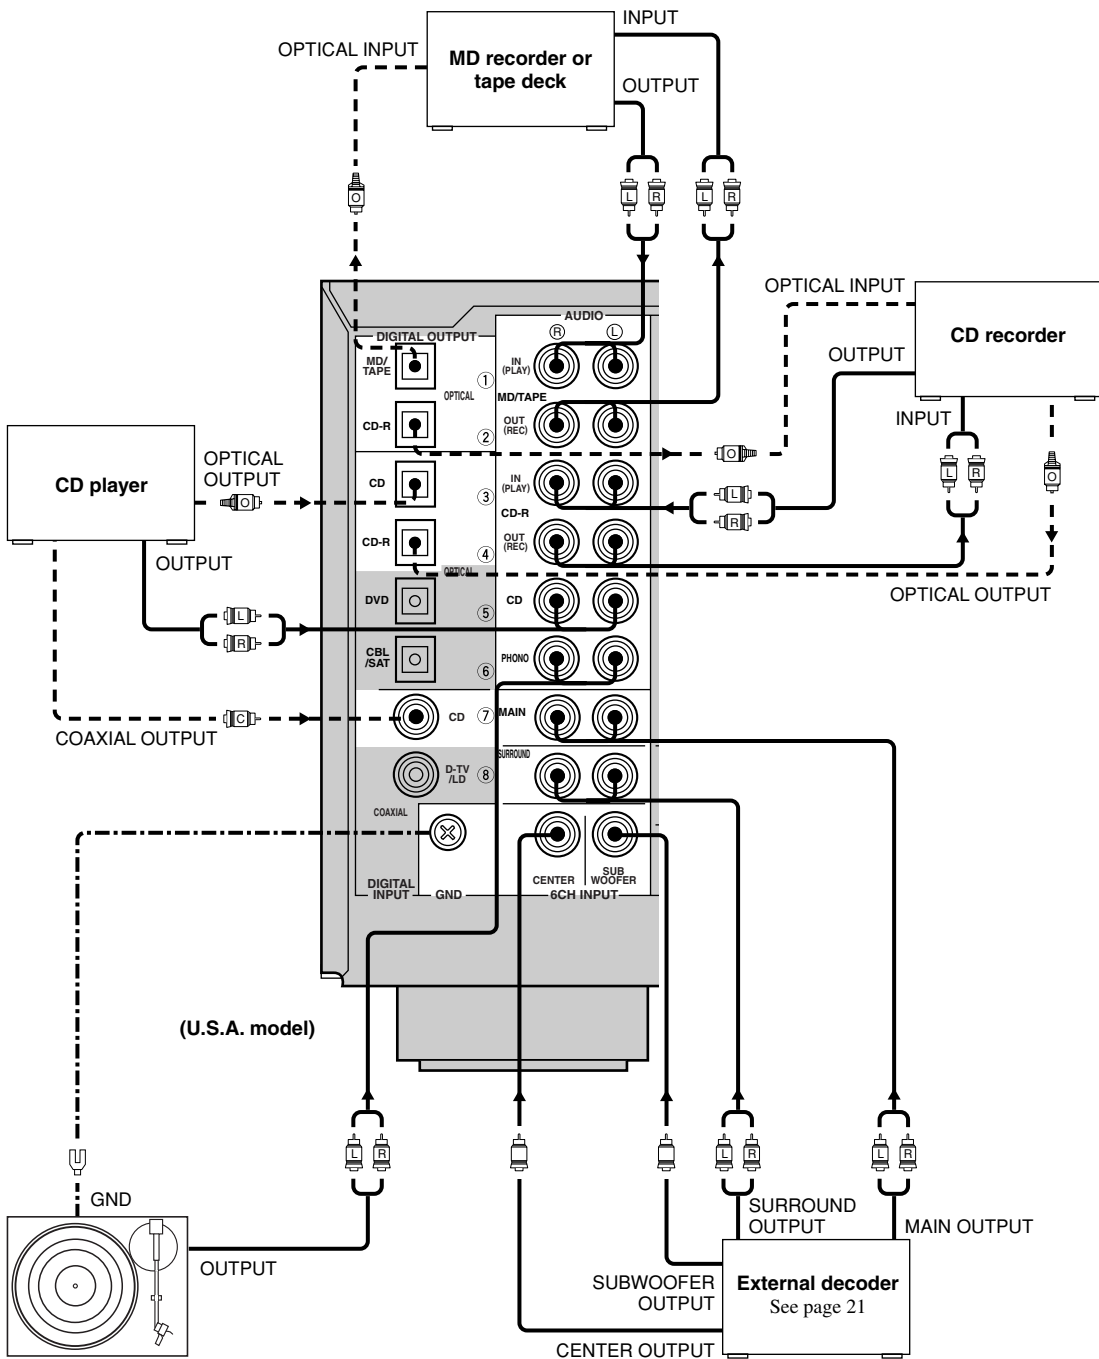 INPUT
OPTICAL INPUT
MD recorder or
tape deck
OUTPUT
L R
L R
O
OPTICAL INPUT
CD recorder
OUTPUT
INPUT
O
L R
O
L
R
OPTICAL OUTPUT
AUDIO
R L
DIGITAL OUTPUT
MD/
TAPE
1
OPTICAL
CD-R
2
CD
3
CD-R
4
OPTICAL
DVD
5
CBL
/SAT
6
CD
7
D-TV
/LD
8
COAXIAL
DIGITAL
INPUT
GND
IN
(PLAY)
MD/TAPE
OUT
(REC)
IN
(PLAY)
CD-R
OUT
(REC)
CD
PHONO
MAIN
SURROUND
CENTER
SUB
WOOFER
6CH INPUT
CD player
OPTICAL
OUTPUT
O
OUTPUT
L
R
C
COAXIAL OUTPUT
(U.S.A. model)
GND
OUTPUT
L R
L R
L R
SURROUND
OUTPUT
MAIN OUTPUT
SUBWOOFER
OUTPUT
CENTER OUTPUT
External decoder
See page 21